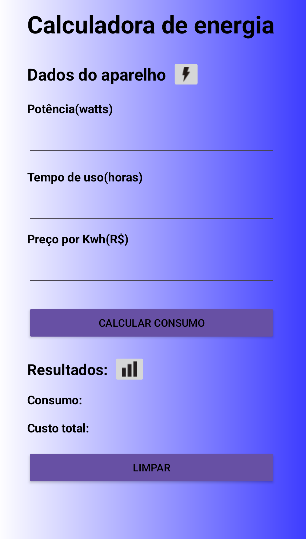 Calculadora de energia
Dados do aparelho
Potência(watts)
Tempo de uso(horas)
Preço por Kwh(R$)
CALCULAR CONSUMO
Resultados:
Consumo:
Custo total:
LIMPAR